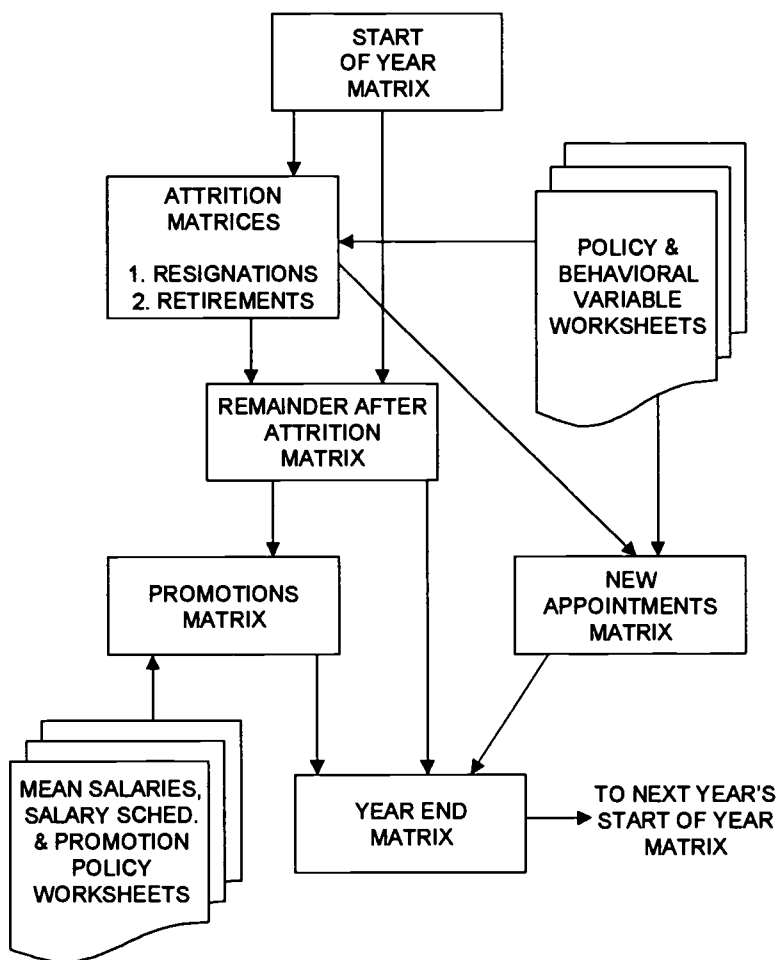 START
OF YEAR
MATRIX
ATTRITION
MATRICES
1. RESIGNATIONS
2. RETIREMENTS
POLICY &
BEHAVIORAL
VARIABLE
WORKSHEETS
REMAINDER AFTER
ATTRITION
MATRIX
PROMOTIONS
MATRIX
NEW
APPOINTMENTS
MATRIX
MEAN SALARIES,
SALARY SCHED.
& PROMOTION
POLICY
WORKSHEETS
YEAR END
MATRIX
TO NEXT YEAR'S
START OF YEAR
MATRIX